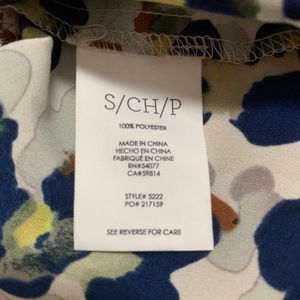 S/CH/P
100% POLYESTER
MADE IN CHINA
HECHO EN CHINA
FABRIQUÉ EN CHINE
RN#54077
CA#59814
STYLE# 5222
PO# 217159
SEE REVERSE FOR CARE